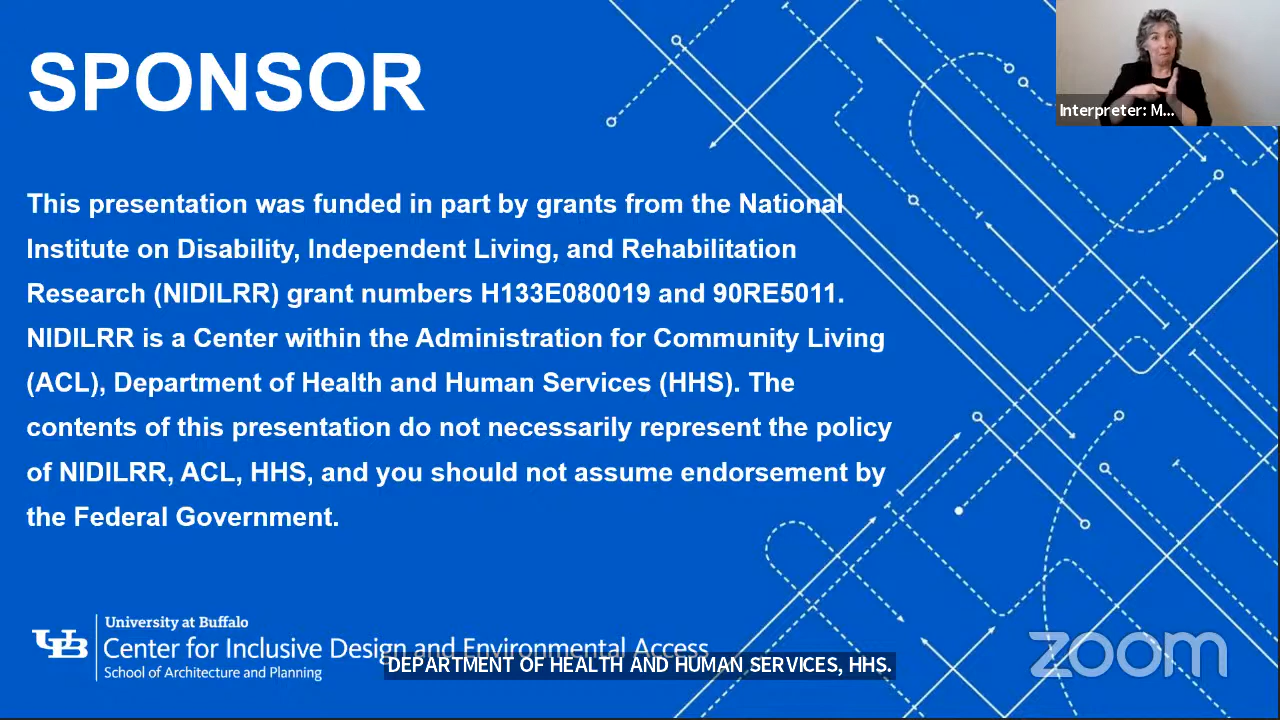 SPONSOR
Interpreter: M...
This presentation was funded in part by grants from the National
Institute on Disability, Independent Living, and Rehabilitation
Research (NIDILRR) grant numbers H133E080019 and 90RE5011.
NIDILRR is a Center within the Administration for Community Living
(ACL), Department of Health and Human Services (HHS). The
contents of this presentation do not necessarily represent the policy
of NIDILRR, ACL, HHS, and you should not assume endorsement by
the Federal Government.
UB
University at Buffalo
Center for Inclusive Design and Environmental Access
School of Architecture and Planning
DEPARTMENT OF HEALTH AND HUMAN SERVICES, HHS.
zoom